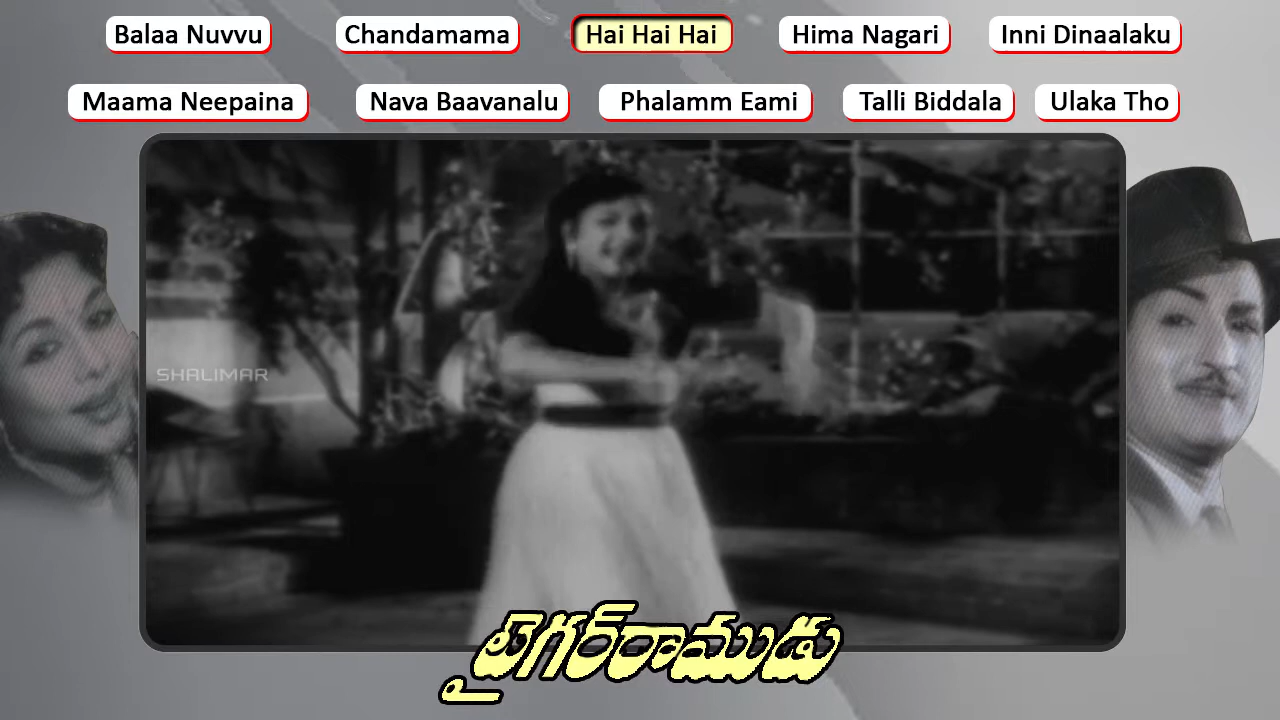 Balaa Nuvvu Chandamama Hai Hai Hai Hima Nagari Inni Dinaalaku
Maama Neepaina Nava Baavanalu Phalamm Eami Talli Biddala Ulaka Tho
SHALIMAR
టైగర్ రాముడు